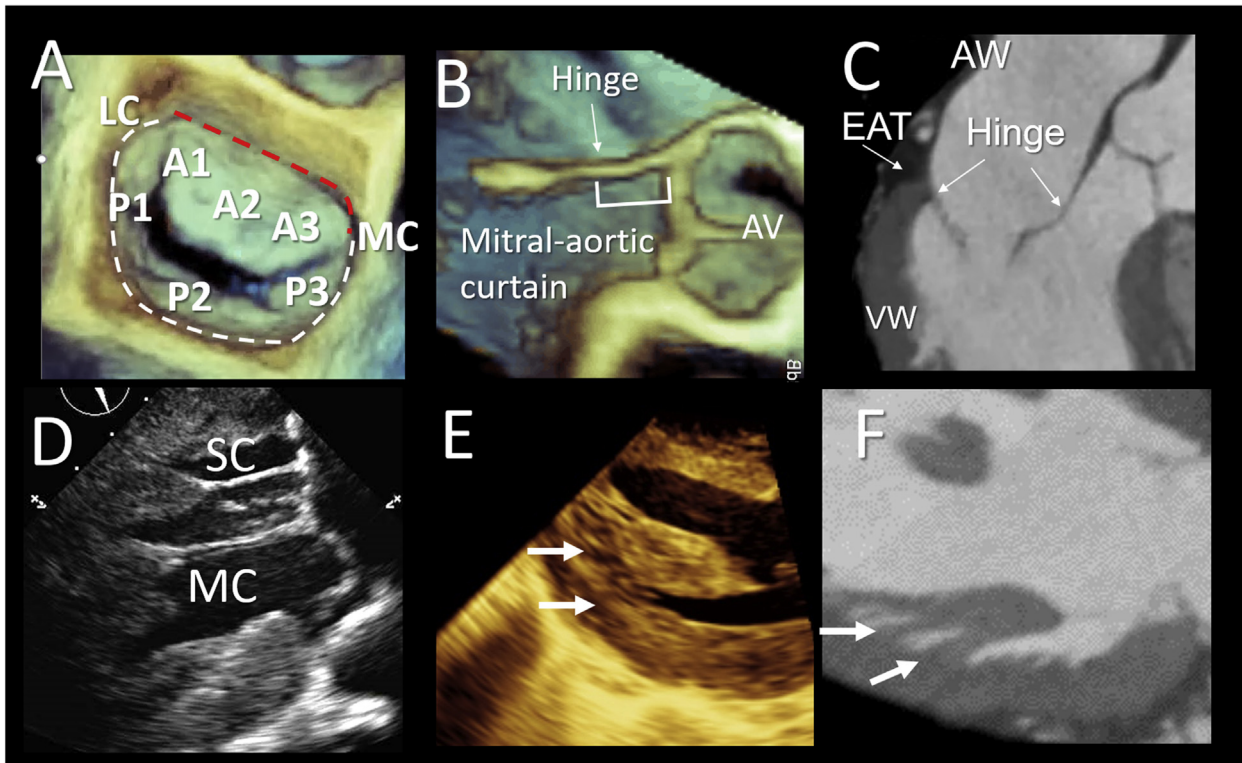 A
LC
A1
A2
A3
P1
MC
P2
P3
B
Hinge
Mitral-aortic
curtain
AV
C
AW
EAT
Hinge
VW
D
SC
MC
E
F